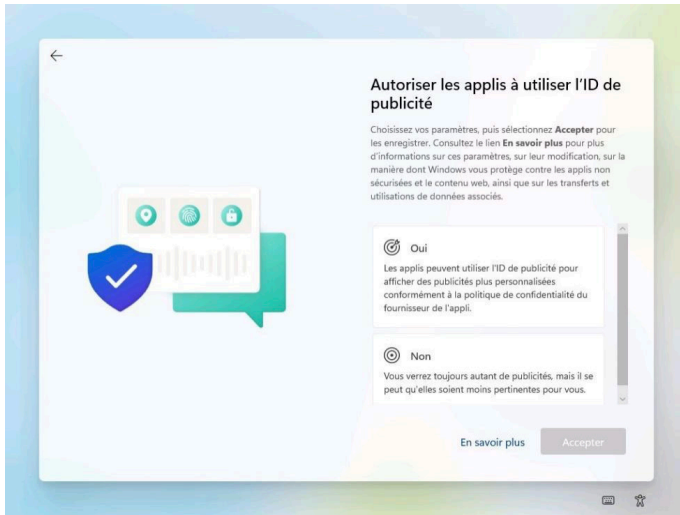 Autoriser les applis à utiliser l'ID de
publicité
Choisissez vos paramètres, puis sélectionnez Accepter pour
les enregistrer. Consultez le lien En savoir plus pour plus
d'informations sur ces paramètres, sur leur modification, sur la
manière dont Windows vous protège contre les applis non
sécurisées et le contenu web, ainsi que sur les transferts et
utilisations de données associés.
Oui
Les applis peuvent utiliser l'ID de publicité pour
afficher des publicités plus personnalisées
conformément à la politique de confidentialité du
fournisseur de l'appli.
Non
Vous verrez toujours autant de publicités, mais il se
peut qu'elles soient moins pertinentes pour vous.
En savoir plus
Accepter